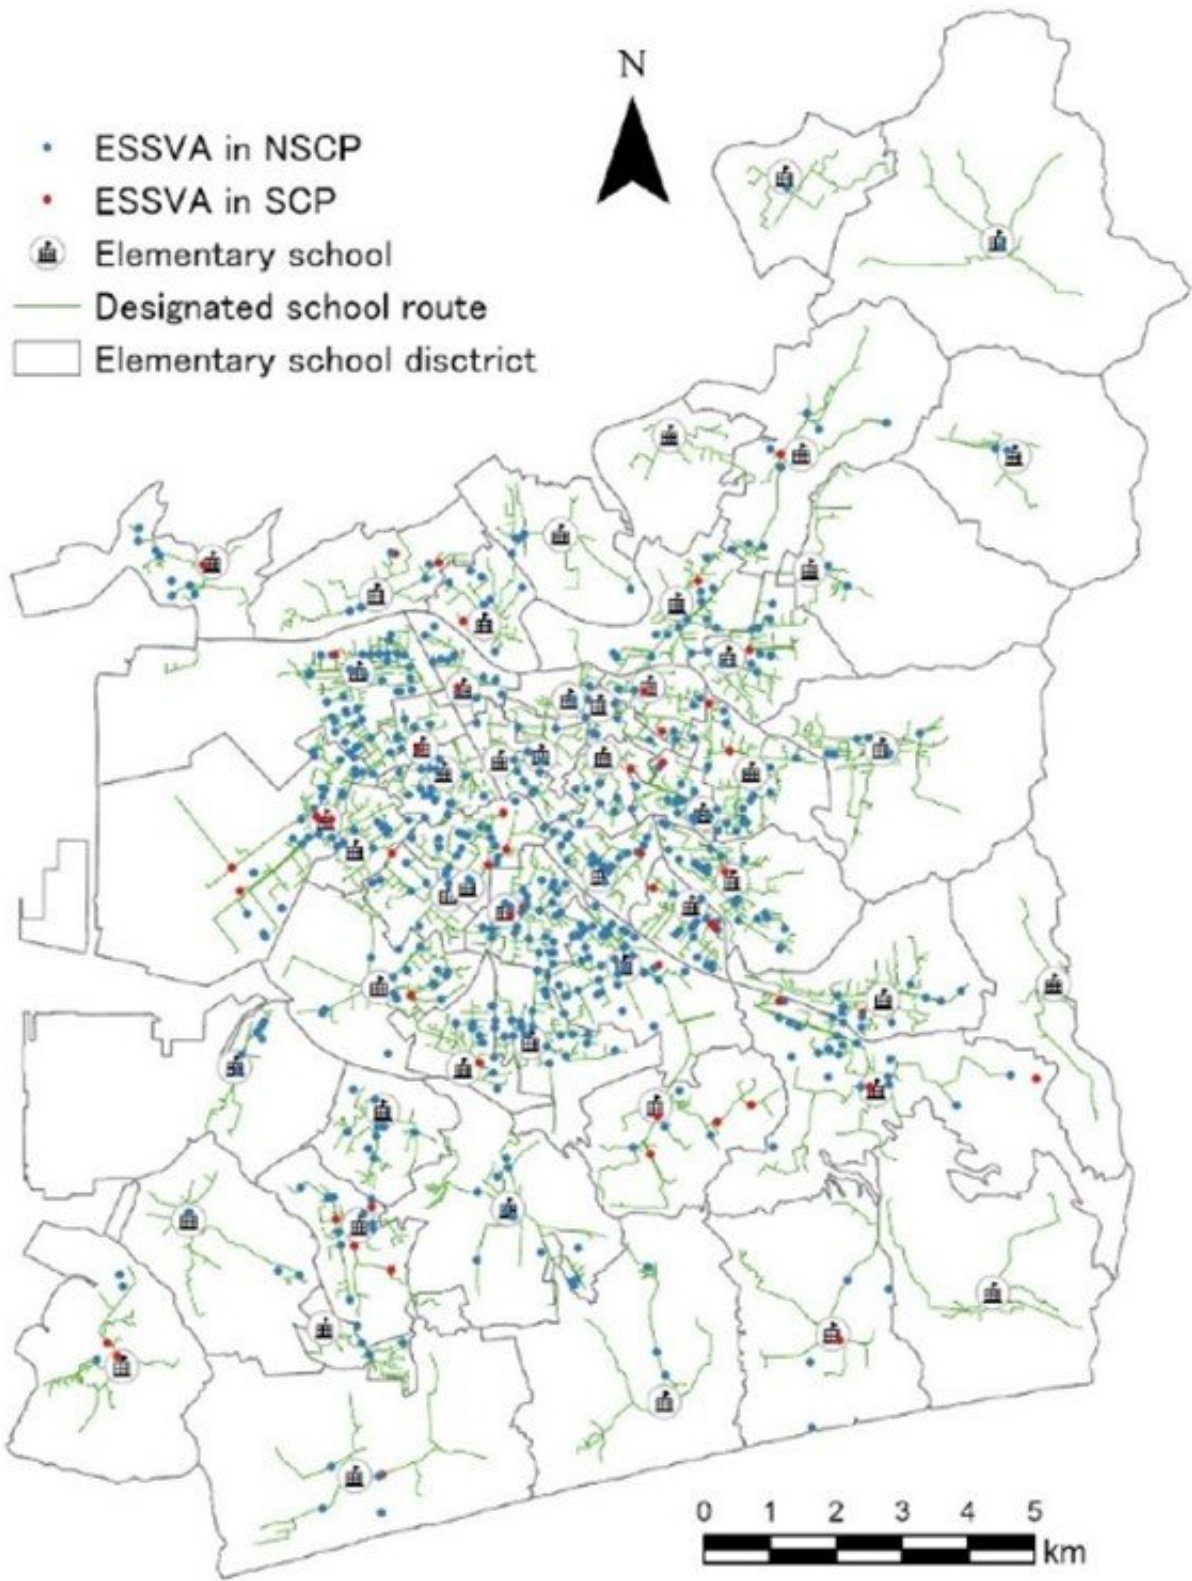 N
ESSVA in NSCP
ESSVA in SCP
Elementary school
Designated school route
Elementary school disctrict
0 1 2 3 4 5
km